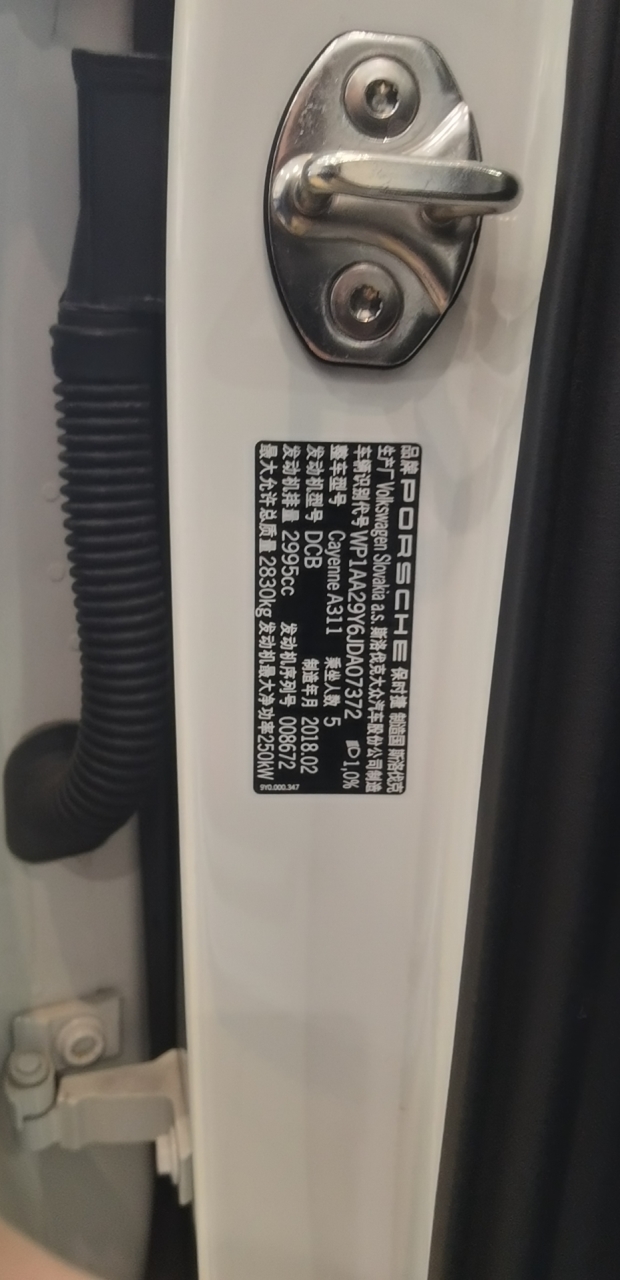 品牌 PORSCHE 保时捷 制造国 斯洛伐克
生产厂 Volkswagen Slovakia a.s. 斯洛伐克大众汽车股份公司制造
车辆识别代号 WP1AA29Y6JDA07372 1,0%
整车型号 Cayenne A311 乘坐人数 5
发动机型号 DCB 制造年月 2018.02
发动机排量 2995cc 发动机序列号 008672
最大允许总质量 2830kg 发动机最大净功率250kW
9Y0.000.347